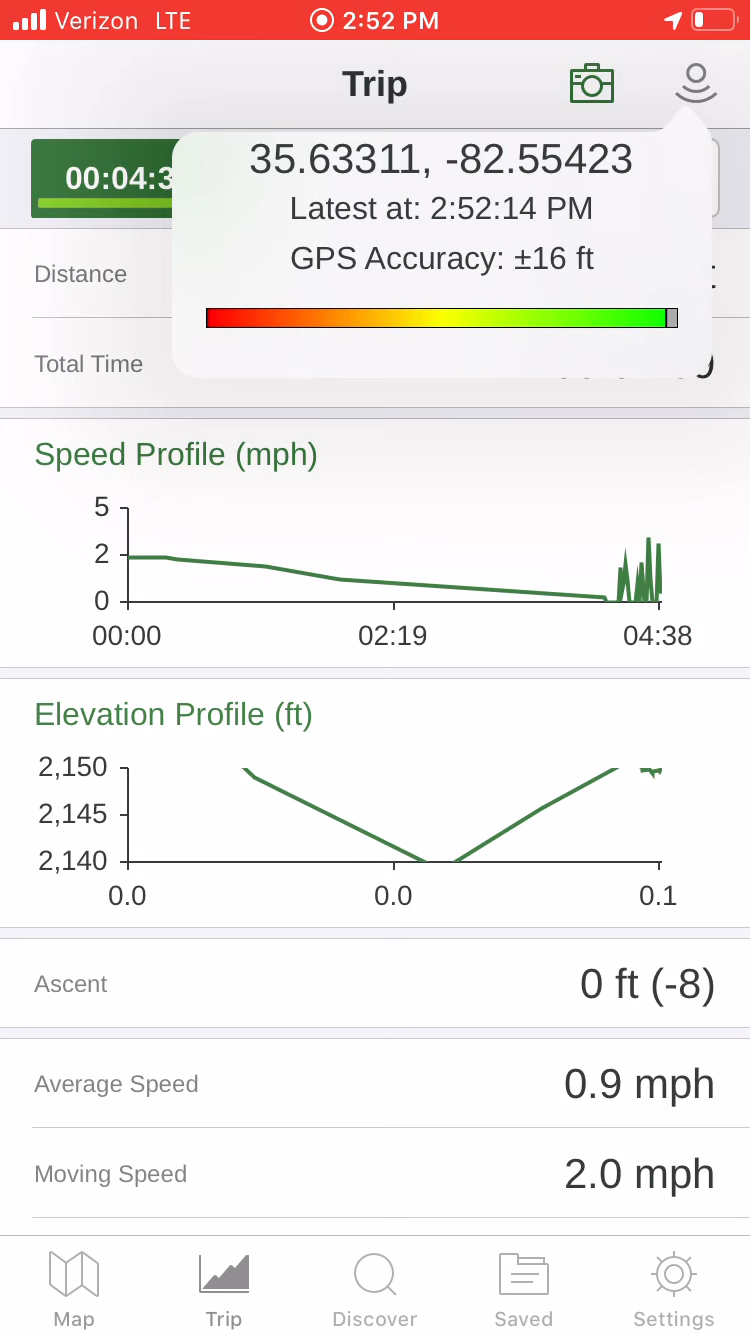 Verizon LTE 2:52 PM
Trip
35.63311, -82.55423
Latest at: 2:52:14 PM
GPS Accuracy: ±16 ft
00:04:3
Distance
Total Time
Speed Profile (mph)
5
2
0
00:00 02:19 04:38
Elevation Profile (ft)
2,150
2,145
2,140
0.0 0.0 0.1
Ascent 0 ft (-8)
Average Speed 0.9 mph
Moving Speed 2.0 mph
Map Trip Discover Saved Settings